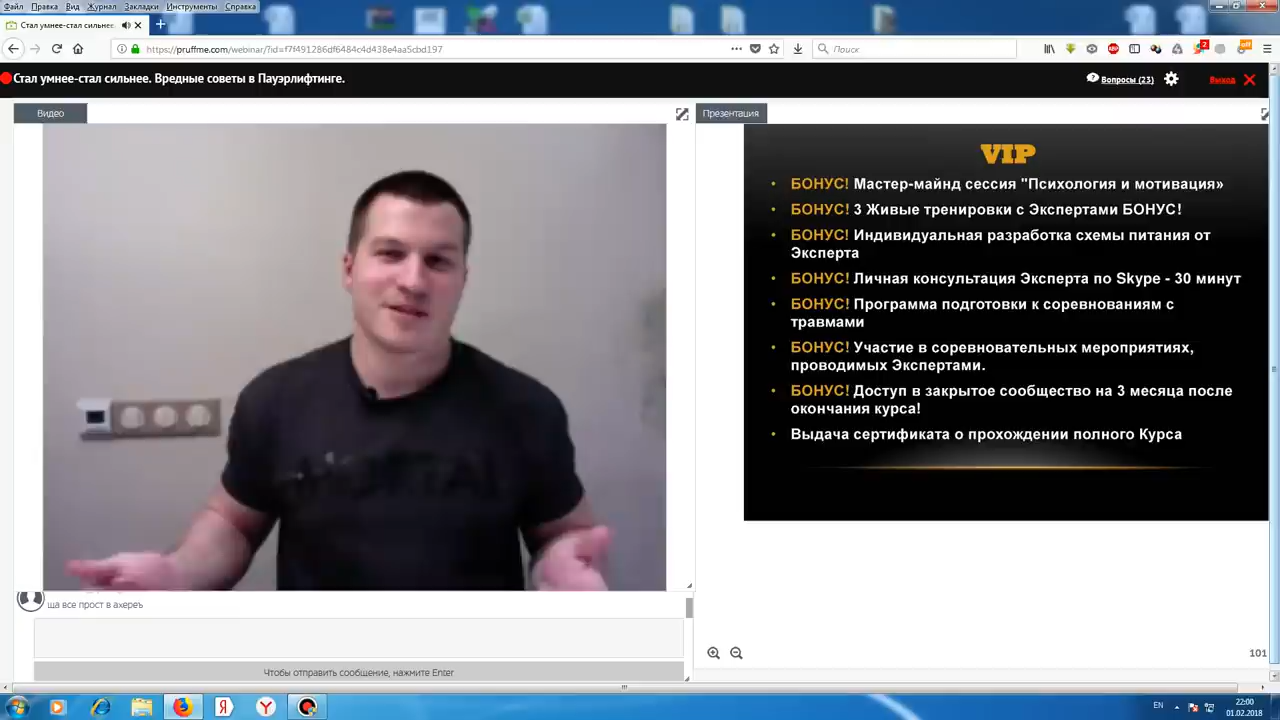 Файл Правка Вид Журнал Закладки Инструменты Справка
Стал умнее-стал сильнее.
https://pruffme.com/webinar/?id=f7f491286df6484c4d438e4aa5cbd197
Поиск
2
Стал умнее-стал сильнее. Вредные советы в Пауэрлифтинге.
Вопросы (23)
Выход
Видео
Презентация
VIP
• БОНУС! Мастер-майнд сессия "Психология и мотивация»
• БОНУС! 3 Живые тренировки с Экспертами БОНУС!
• БОНУС! Индивидуальная разработка схемы питания от
Эксперта
• БОНУС! Личная консультация Эксперта по Skype - 30 минут
• БОНУС! Программа подготовки к соревнованиям с
травмами
• БОНУС! Участие в соревновательных мероприятиях,
проводимых Экспертами.
• БОНУС! Доступ в закрытое сообщество на 3 месяца после
окончания курса!
• Выдача сертификата о прохождении полного Курса
ща все прост в ахереъ
Чтобы отправить сообщение, нажмите Enter
101
EN
22:00
01.02.2018